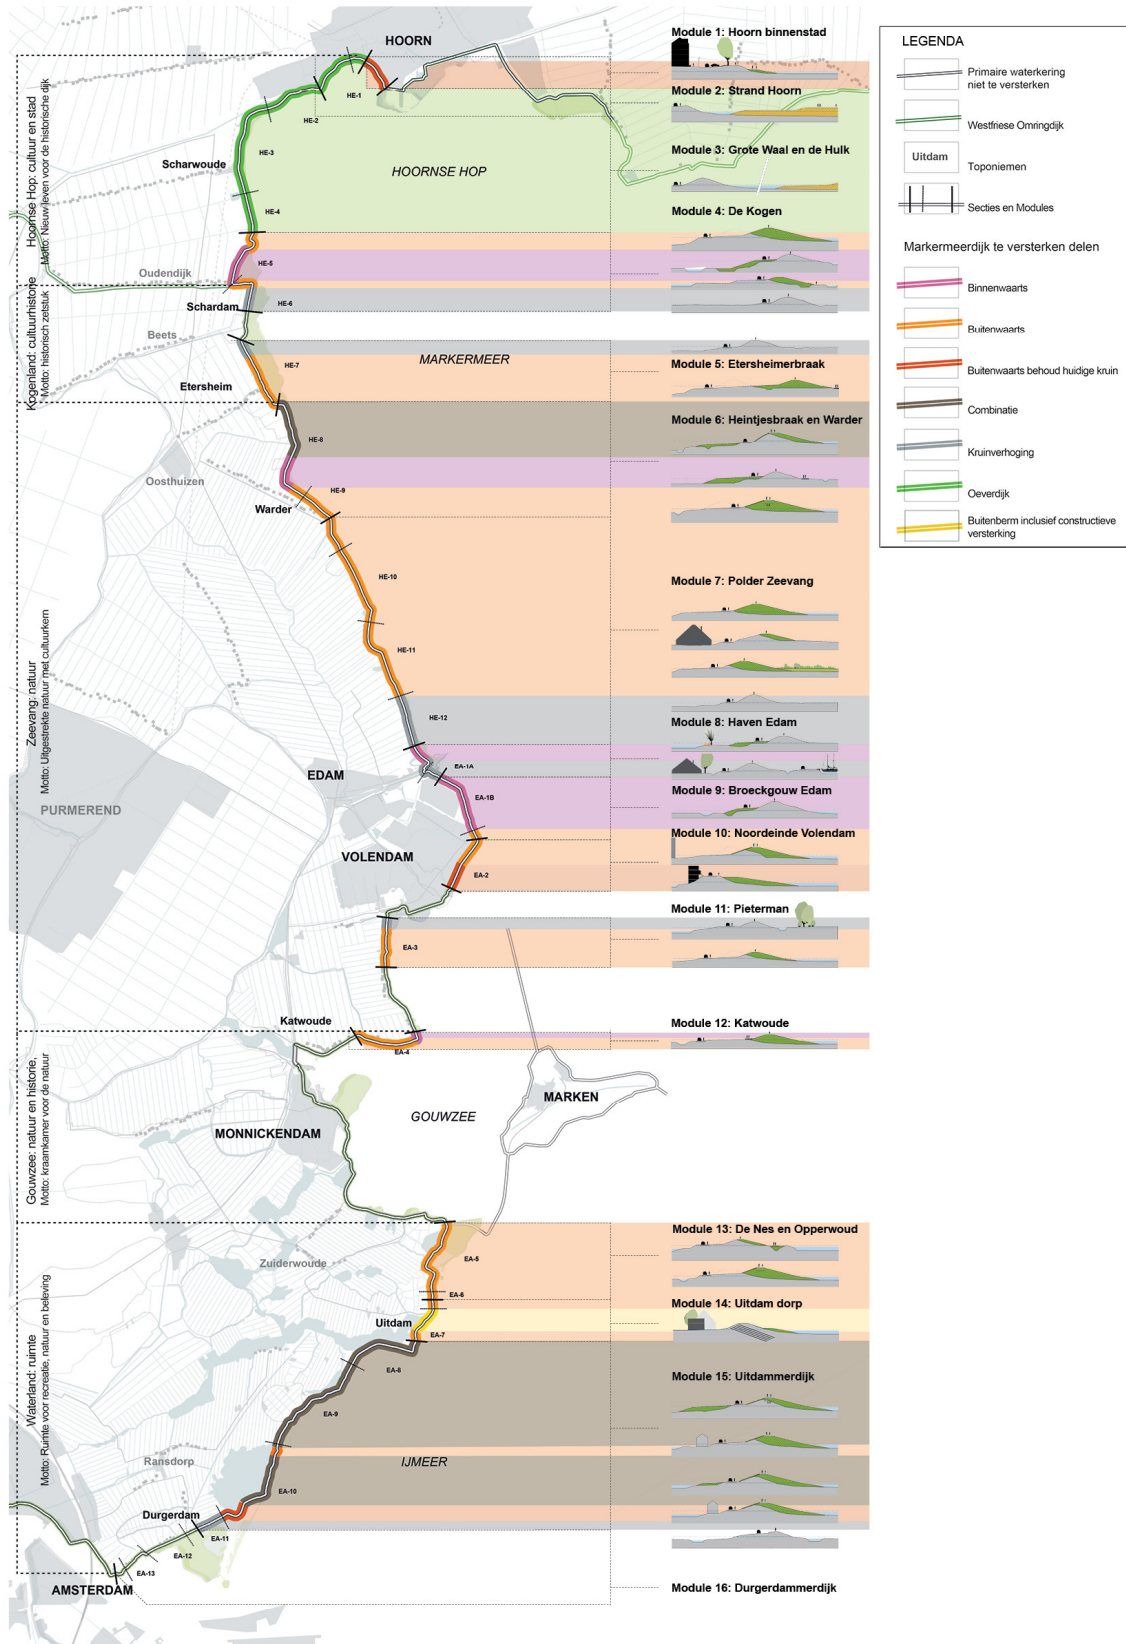 HOORN
HE-1
HE-2
HE-3
Scharwoude
HOORNSE HOP
HE-4
HE-5
Oudendijk
HE-6
Schardam
Beets
MARKERMEER
HE-7
Etersheim
HE-8
Oosthuizen
HE-9
Warder
HE-10
HE-11
HE-12
EDAM
EA-1A
EA-1B
PURMEREND
VOLENDAM
EA-2
EA-3
Katwoude
EA-4
MARKEN
GOUWZEE
MONNICKENDAM
Zuiderwoude
EA-5
EA-6
Uitdam
EA-7
EA-8
EA-9
Ransdorp
IJMEER
EA-10
Durgerdam
EA-11
EA-12
EA-13
AMSTERDAM
Hoornse Hop: cultuur en stad
Motto: Nieuw leven voor de historische dijk
Kogenland: cultuurhistorie
Motto: historisch zetstuk
Zeevang: natuur
Motto: Uitgestrekte natuur met cultuurkern
Gouwzee: natuur en historie,
Motto: kraamkamer voor de natuur
Waterland: ruimte
Motto: Ruimte voor recreatie, natuur en beleving
Module 1: Hoorn binnenstad
Module 2: Strand Hoorn
Module 3: Grote Waal en de Hulk
Module 4: De Kogen
Module 5: Etersheimerbraak
Module 6: Heintjesbraak en Warder
Module 7: Polder Zeevang
Module 8: Haven Edam
Module 9: Broeckgouw Edam
Module 10: Noordeinde Volendam
Module 11: Pieterman
Module 12: Katwoude
Module 13: De Nes en Opperwoud
Module 14: Uitdam dorp
Module 15: Uitdammerdijk
Module 16: Durgerdammerdijk
LEGENDA
Primaire waterkering
niet te versterken
Westfriese Omringdijk
Uitdam
Toponiemen
Secties en Modules
Markermeerdijk te versterken delen
Binnenwaarts
Buitenwaarts
Buitenwaarts behoud huidige kruin
Combinatie
Kruinverhoging
Oeverdijk
Buitenberm inclusief constructieve
versterking